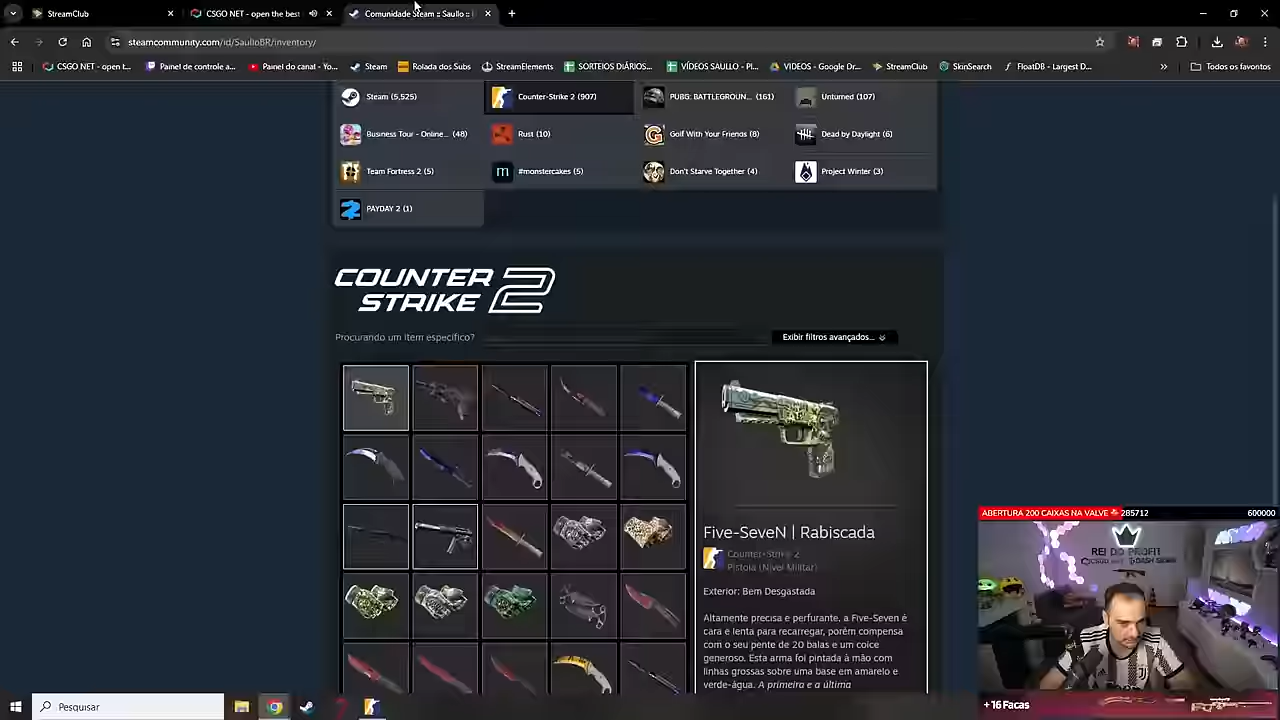 StreamClub
CSGO NET - open the best
Comunidade Steam :: Saullo ::
steamcommunity.com/id/SaulloBR/inventory/
CSGO NET - open t...
Painel de controle a...
Painel do canal - Yo...
Steam
Rolada dos Subs
StreamElements
SORTEIOS DIÁRIOS...
VÍDEOS SAULLO - Pl...
VIDEOS - Google Dr...
StreamClub
SkinSearch
FloatDB - Largest D...
Todos os favoritos
Steam (5,525)
Counter-Strike 2 (907)
PUBG: BATTLEGROUN... (161)
Unturned (107)
Business Tour - Online... (48)
Rust (10)
Golf With Your Friends (8)
Dead by Daylight (6)
Team Fortress 2 (5)
#monstercakes (5)
Don't Starve Together (4)
Project Winter (3)
PAYDAY 2 (1)
COUNTER
STRIKE 2
Procurando um item específico?
Exibir filtros avançados...
Five-SeveN | Rabiscada
Counter-Strike 2
Pistola (Nível Militar)
Exterior: Bem Desgastada
Altamente precisa e perfurante, a Five-Seven é
cara e lenta para recarregar, porém compensa
com o seu pente de 20 balas e um coice
generoso. Esta arma foi pintada à mão com
linhas grossas sobre uma base em amarelo e
verde-água. A primeira e a última
ABERTURA 200 CAIXAS NA VALVE
285712
600000
REI DO PROFIT
CSGO.NET
DASH SKINS
+16 Facas
Pesquisar